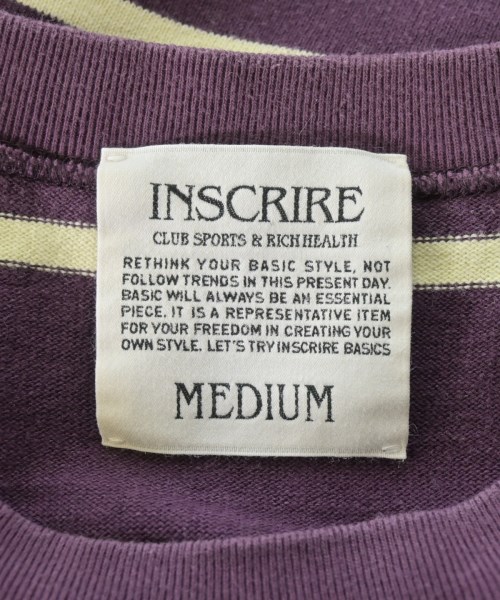 INSCRIRE
CLUB SPORTS & RICH HEALTH
RETHINK YOUR BASIC STYLE, NOT
FOLLOW TRENDS IN THIS PRESENT DAY.
BASIC WILL ALWAYS BE AN ESSENTIAL
PIECE. IT IS A REPRESENTATIVE ITEM
FOR YOUR FREEDOM IN CREATING YOUR
OWN STYLE. LET'S TRY INSCRIRE BASICS
MEDIUM